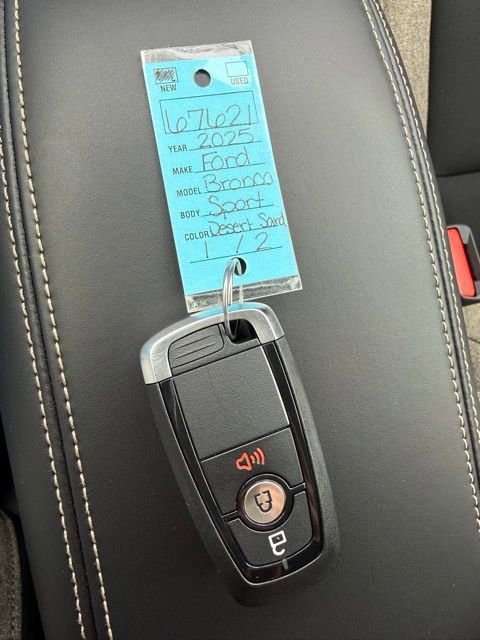 NEW USED
67621
YEAR 2025
MAKE Ford
MODEL Bronco
BODY Sport
COLOR Desert Sand
1 / 2